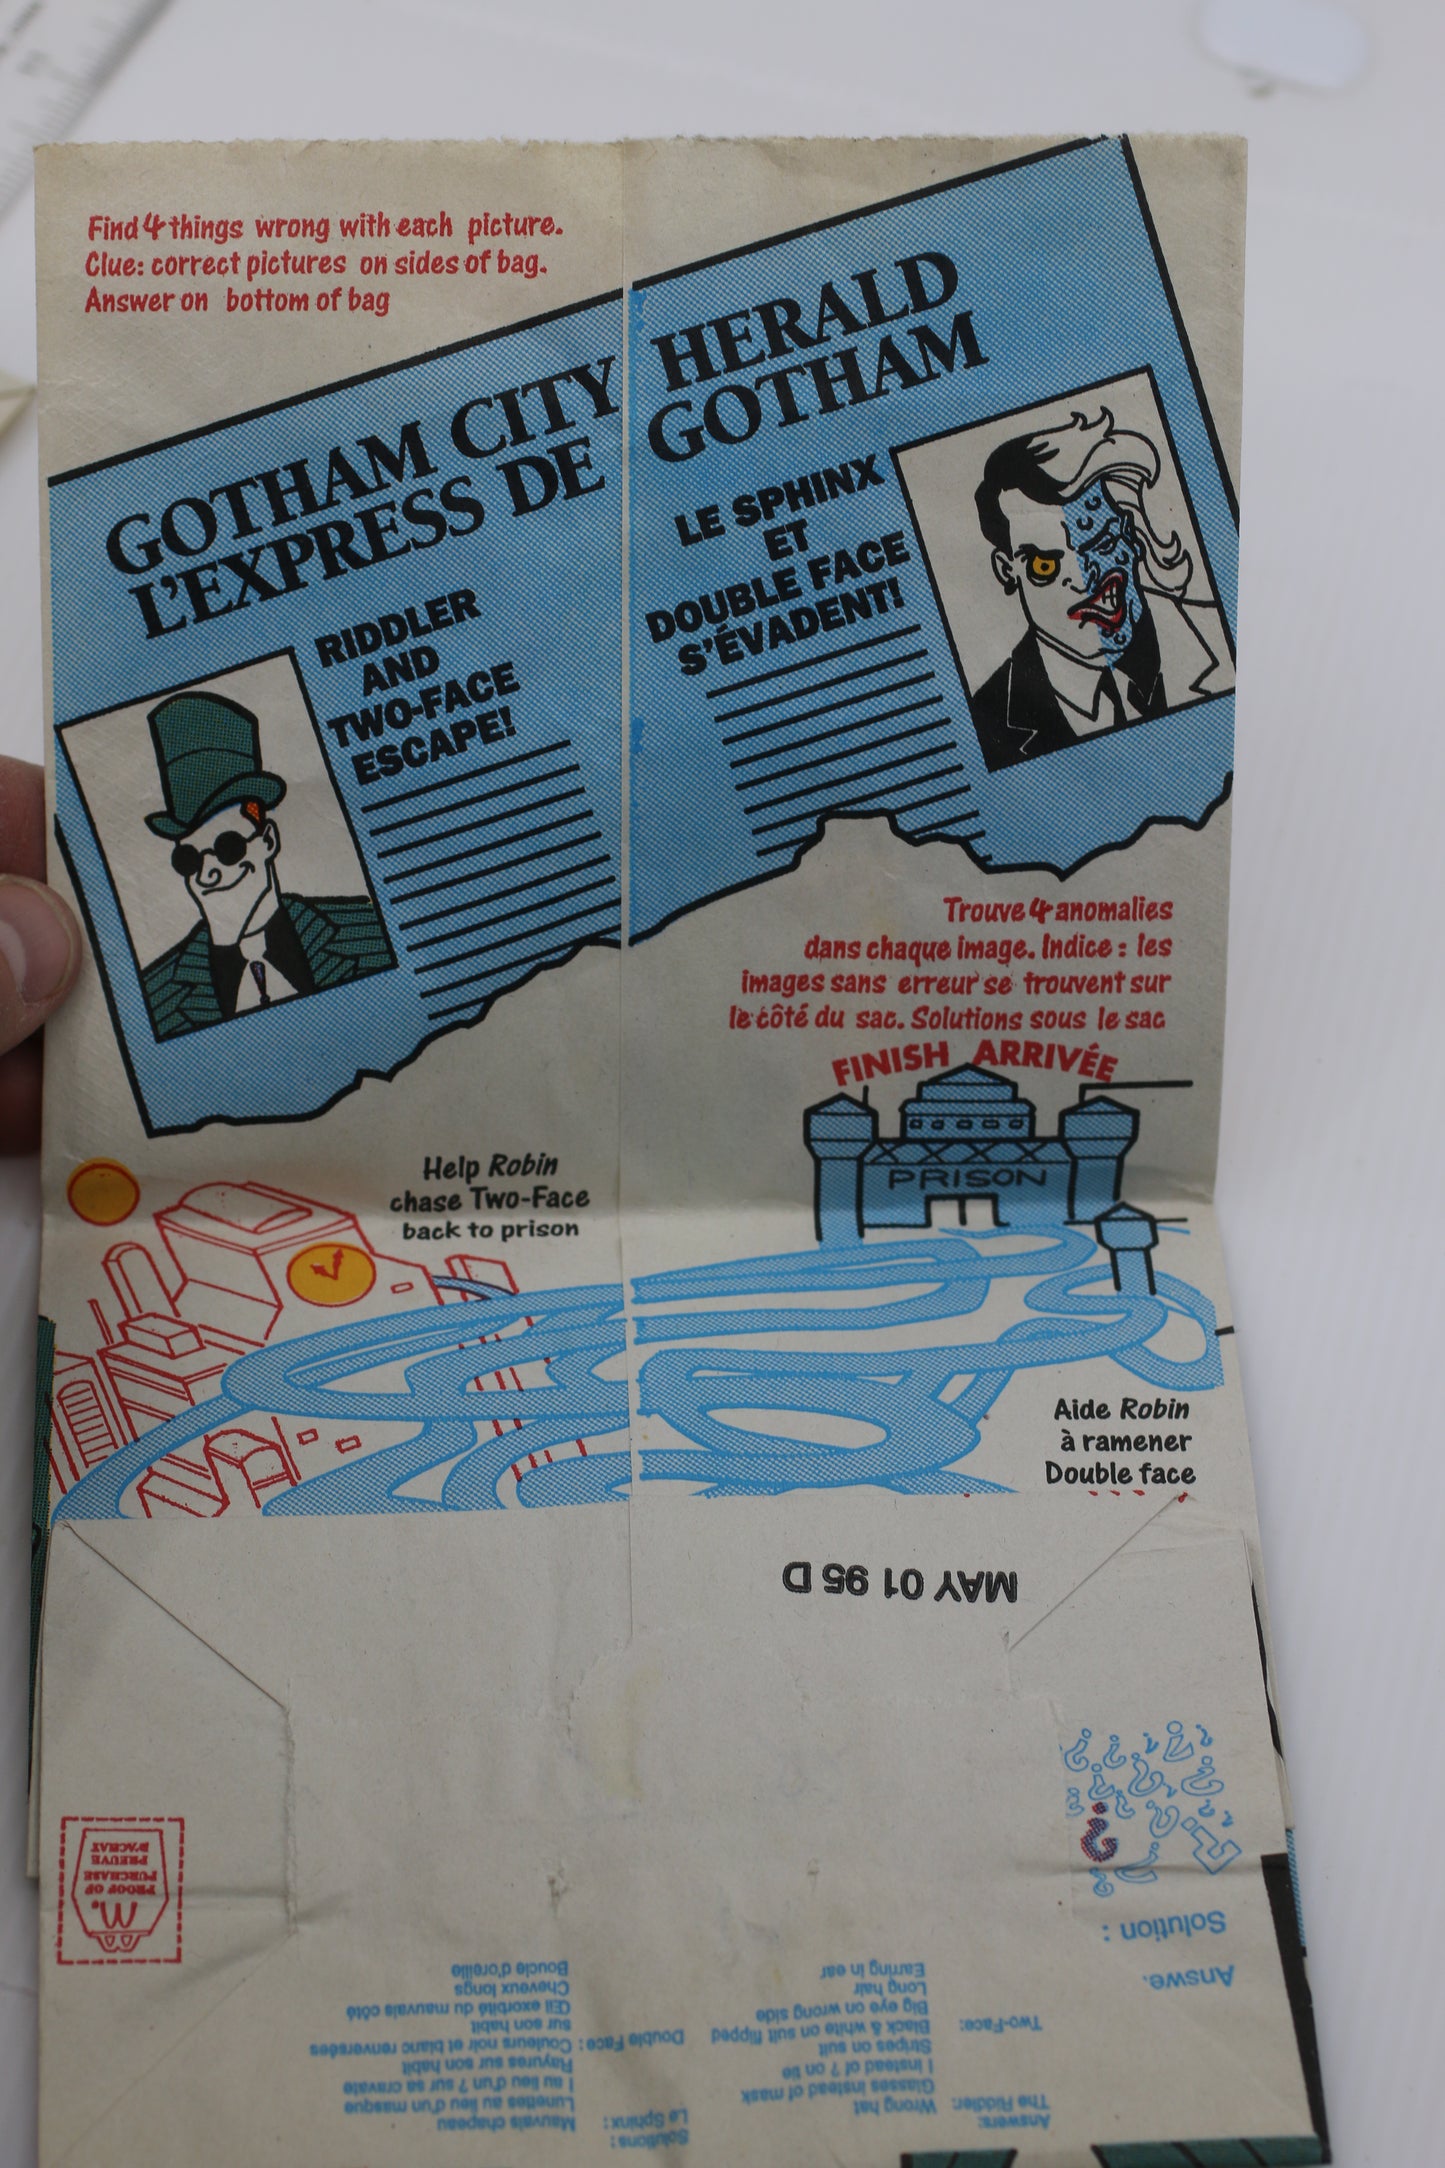 Find 4 things wrong with each picture.
Clue: correct pictures on sides of bag.
Answer on bottom of bag
GOTHAM CITY HERALD
L'EXPRESS DE GOTHAM
RIDDLER
AND
TWO-FACE
ESCAPE!
LE SPHINX
ET
DOUBLE FACE
S'ÉVADENT!
Trouve 4 anomalies
dans chaque image. Indice : les
images sans erreur se trouvent sur
le côté du sac. Solutions sous le sac
FINISH ARRIVÉE
PRISON
Help Robin
chase Two-Face
back to prison
Aide Robin
à ramener
Double face
MAY 01 95 D
PROOF OF
PURCHASE
PREUVE
D'ACHAT
Answers:
The Riddler: Wrong hat
Glasses instead of mask
I instead of ? on tie
Stripes on suit
Two-Face: Black & white on suit flipped
Big eye on wrong side
Long hair
Earring in ear
Solutions :
Le Sphinx : Mauvais chapeau
Lunettes au lieu d'un masque
I au lieu d'un ? sur sa cravate
Rayures sur son habit
Double Face : Couleurs noir et blanc renversées
sur son habit
Œil exorbité du mauvais côté
Cheveux longs
Boucle d'oreille
Answe.
Solution :
? ? ? ? ? ? ? ? ? ? ? ?